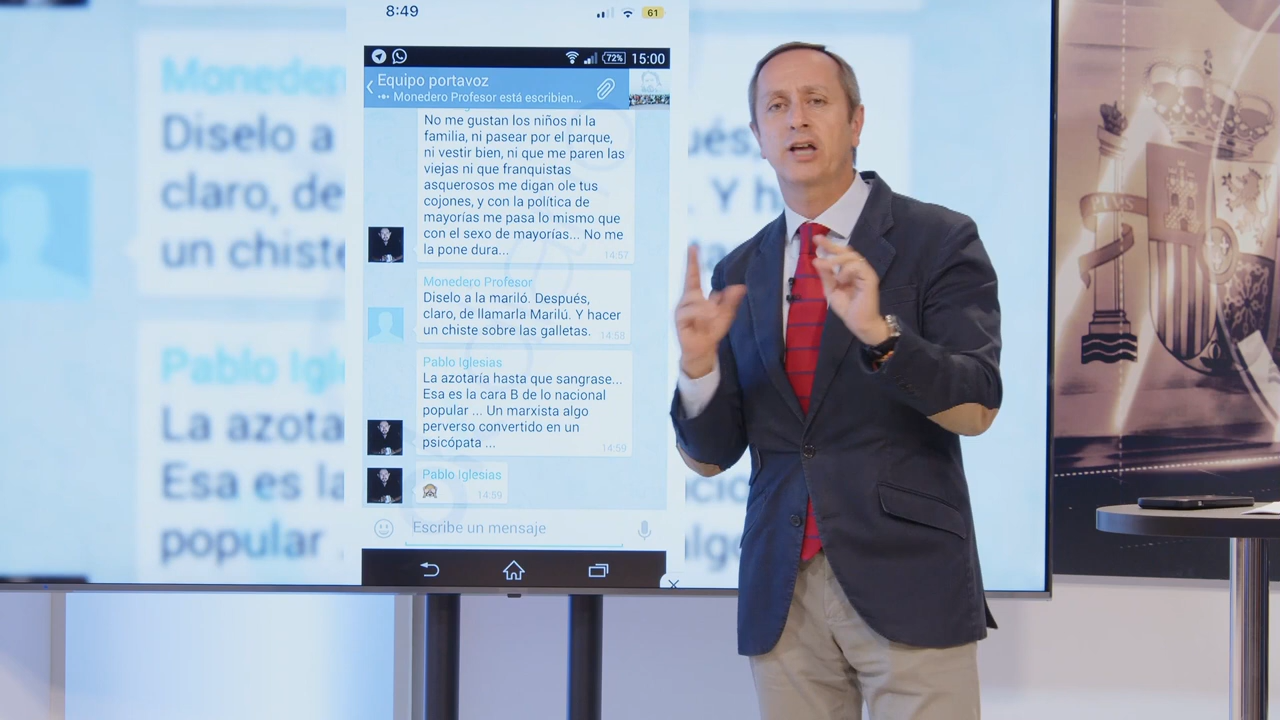 8:49
61
72% 15:00
Equipo portavoz
Monedero Profesor está escribien...
No me gustan los niños ni la
familia, ni pasear por el parque,
ni vestir bien, ni que me paren las
viejas ni que franquistas
asquerosos me digan ole tus
cojones, y con la política de
mayorías me pasa lo mismo que
con el sexo de mayorías... No me
la pone dura...
14:57
Monedero Profesor
Diselo a la mariló. Después,
claro, de llamarla Marilú. Y hacer
un chiste sobre las galletas.
14:58
Pablo Iglesias
La azotaría hasta que sangrase...
Esa es la cara B de lo nacional
popular ... Un marxista algo
perverso convertido en un
psicópata ...
14:59
Pablo Iglesias
14:59
Escribe un mensaje
Monedero
Diselo a
claro, de
un chiste
Pablo Igl
La azota
Esa es la
popular
ués,
. Y h
algo